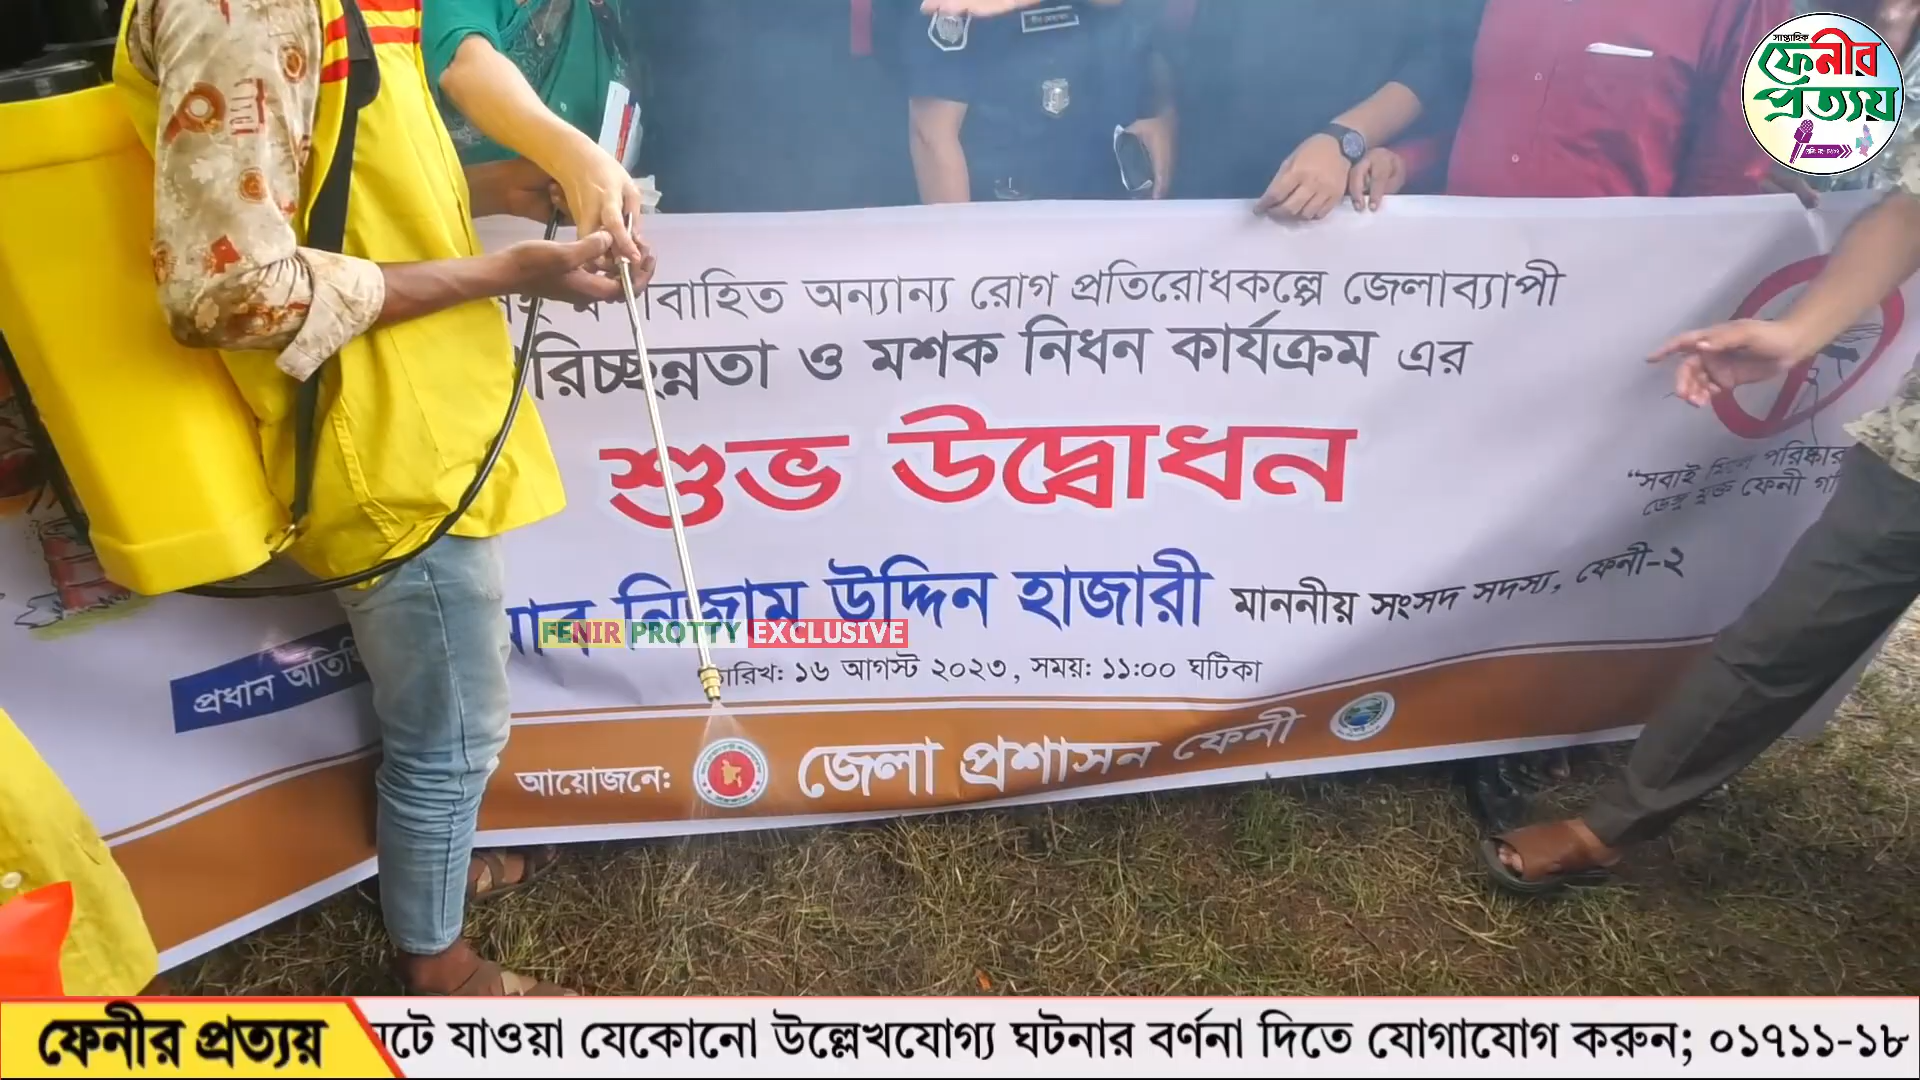 সাপ্তাহিক
ফেনীর
প্রত্যয়
বাহিত অন্যান্য রোগ প্রতিরোধকল্পে জেলাব্যাপী
রিচ্ছন্নতা ও মশক নিধন কার্যক্রম এর
শুভ উদ্বোধন
"সবাই মিলে পরিষ্কার
ডেঙ্গু মুক্ত ফেনী গ
প্রধান অতিথি
নিজাম উদ্দিন হাজারী মাননীয় সংসদ সদস্য, ফেনী-২
FENIR PROTTY EXCLUSIVE
তারিখ: ১৬ আগস্ট ২০২৩, সময়: ১১:০০ ঘটিকা
আয়োজনে: জেলা প্রশাসন ফেনী
ফেনীর প্রত্যয় টে যাওয়া যেকোনো উল্লেখযোগ্য ঘটনার বর্ণনা দিতে যোগাযোগ করুন; ০১৭১১-১৮